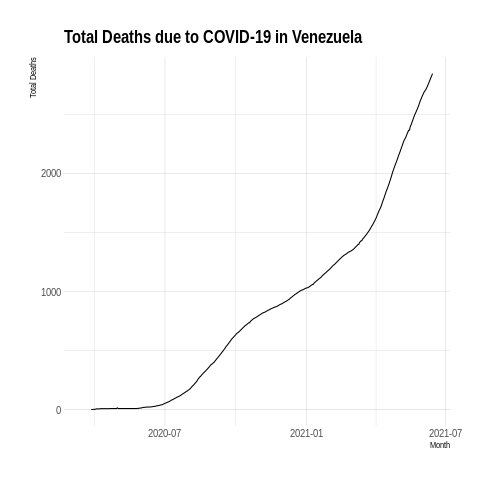 Total Deaths due to COVID-19 in Venezuela
Total Deaths
2000
1000
0
2020-07
2021-01
2021-07
Month